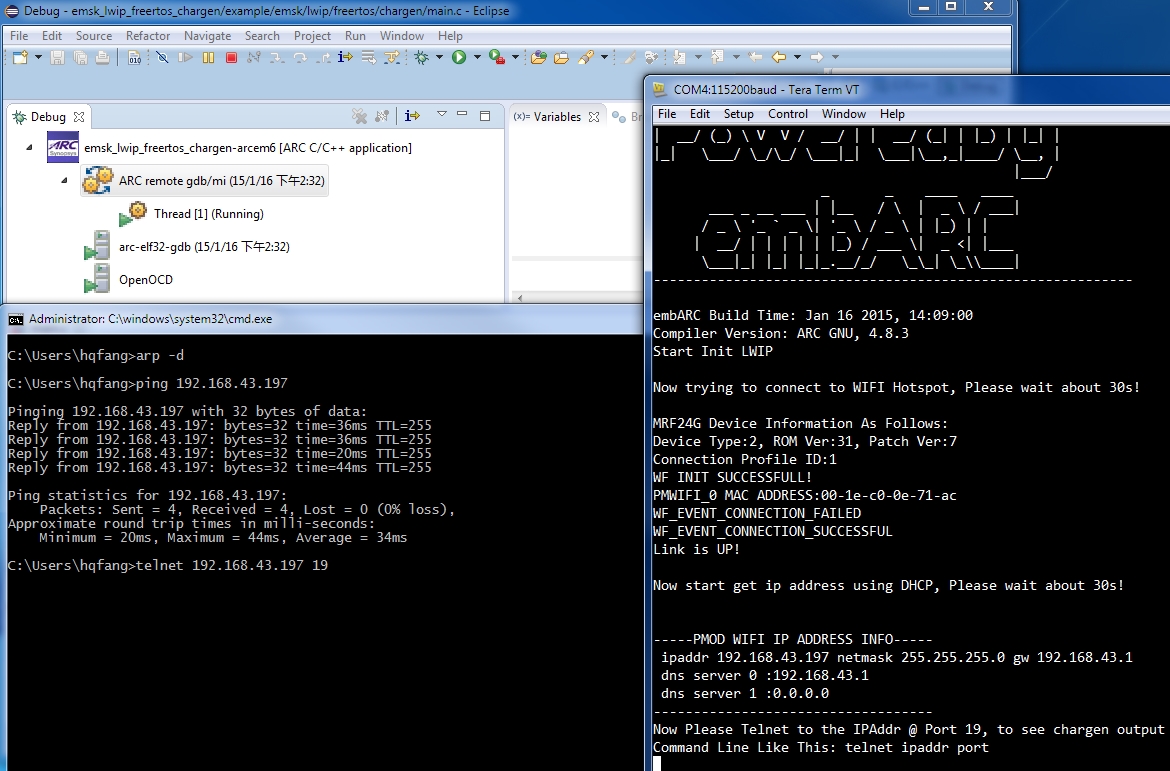 Debug - emsk_lwip_freertos_chargen/example/emsk/lwip/freertos/chargen/main.c - Eclipse
File Edit Source Refactor Navigate Search Project Run Window Help
Debug
(x)= Variables
ARC
Synopsys
emsk_lwip_freertos_chargen-arcem6 [ARC C/C++ application]
ARC remote gdb/mi (15/1/16 下午2:32)
Thread [1] (Running)
arc-elf32-gdb (15/1/16 下午2:32)
OpenOCD
Administrator: C:\windows\system32\cmd.exe
C:\Users\hqfang>arp -d
C:\Users\hqfang>ping 192.168.43.197
Pinging 192.168.43.197 with 32 bytes of data:
Reply from 192.168.43.197: bytes=32 time=36ms TTL=255
Reply from 192.168.43.197: bytes=32 time=36ms TTL=255
Reply from 192.168.43.197: bytes=32 time=20ms TTL=255
Reply from 192.168.43.197: bytes=32 time=44ms TTL=255
Ping statistics for 192.168.43.197:
Packets: Sent = 4, Received = 4, Lost = 0 (0% loss),
Approximate round trip times in milli-seconds:
Minimum = 20ms, Maximum = 44ms, Average = 34ms
C:\Users\hqfang>telnet 192.168.43.197 19
COM4:115200baud - Tera Term VT
File Edit Setup Control Window Help
embARC
embARC Build Time: Jan 16 2015, 14:09:00
Compiler Version: ARC GNU, 4.8.3
Start Init LWIP
Now trying to connect to WIFI Hotspot, Please wait about 30s!
MRF24G Device Information As Follows:
Device Type:2, ROM Ver:31, Patch Ver:7
Connection Profile ID:1
WF INIT SUCCESSFULL!
PMWIFI_0 MAC ADDRESS:00-1e-c0-0e-71-ac
WF_EVENT_CONNECTION_FAILED
WF_EVENT_CONNECTION_SUCCESSFUL
Link is UP!
Now start get ip address using DHCP, Please wait about 30s!
-----PMOD WIFI IP ADDRESS INFO-----
ipaddr 192.168.43.197 netmask 255.255.255.0 gw 192.168.43.1
dns server 0 :192.168.43.1
dns server 1 :0.0.0.0
Now Please Telnet to the IPAddr @ Port 19, to see chargen output
Command Line Like This: telnet ipaddr port